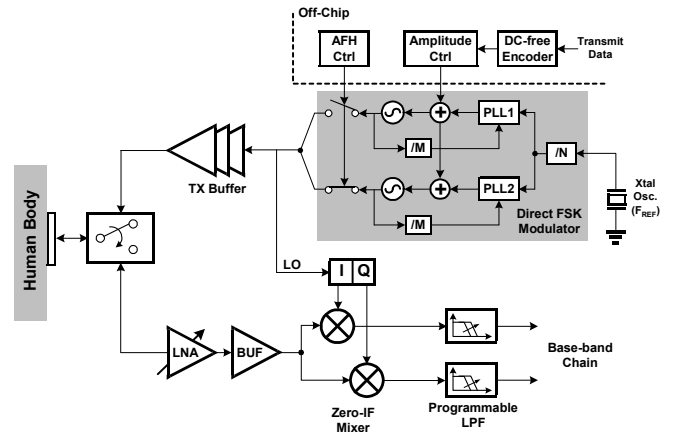 Off-Chip
AFH
Ctrl
Amplitude
Ctrl
DC-free
Encoder
Transmit
Data
PLL1
/M
/N
PLL2
/M
Direct FSK
Modulator
Xtal
Osc.
(FREF)
TX Buffer
Human Body
LO
I Q
LNA
BUF
Zero-IF
Mixer
Programmable
LPF
Base-band
Chain